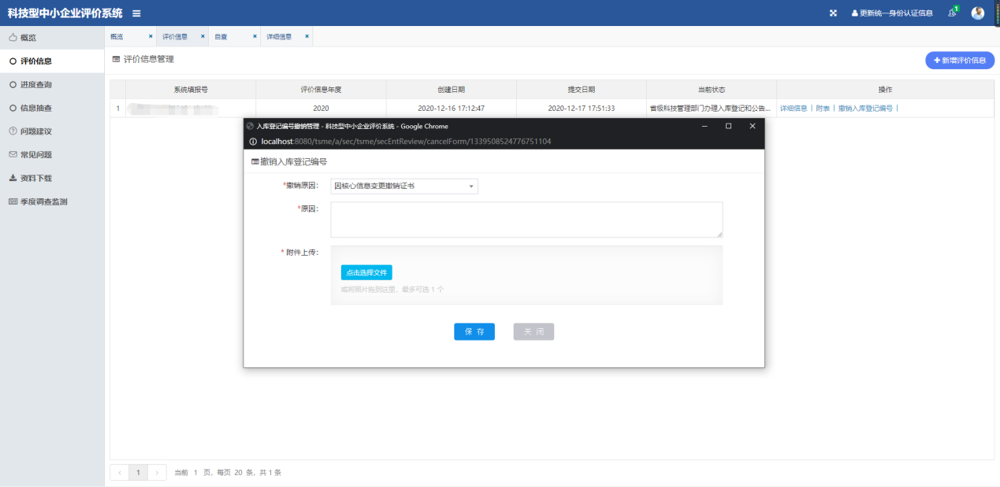 科技型中小企业评价系统
更新统一身份认证信息
1
概览
评价信息
进度查询
信息抽查
问题建议
常见问题
资料下载
季度调查监测
概览 × 评价信息 × 自查 × 详细信息 ×
评价信息管理
新增评价信息
系统填报号 评价信息年度 创建日期 提交日期 当前状态 操作
1 2020 2020-12-16 17:12:47 2020-12-17 17:51:33 省级科技管理部门办理入库登记和公告... 详细信息 | 附表 | 撤销入库登记编号 |
入库登记编号撤销管理 - 科技型中小企业评价系统 - Google Chrome
localhost:8080/tsme/a/sec/tsme/secEntReview/cancelForm/1339508524776751104
撤销入库登记编号
*撤销原因： 因核心信息变更撤销证书
*原因：
* 附件上传：
点击选择文件
或将照片拖到这里，最多可选 1 个
保 存 关 闭
< 1 > 当前 1 页，每页 20 条，共 1 条